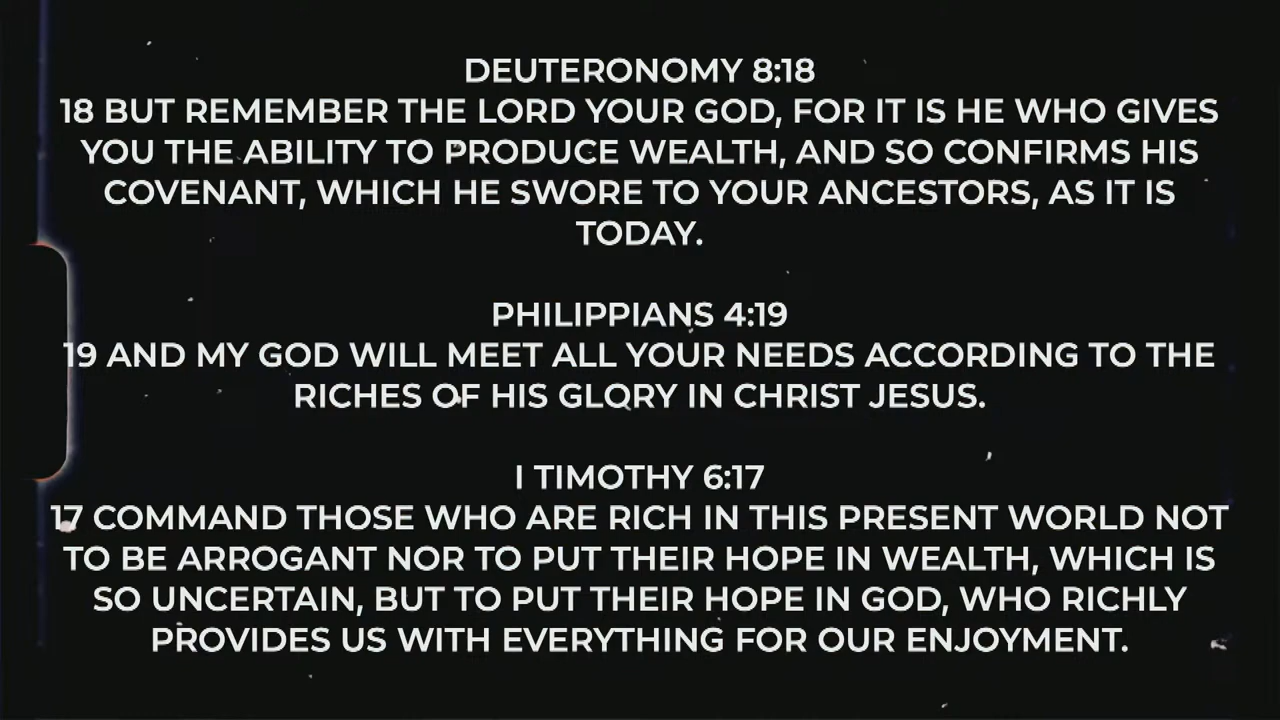 DEUTERONOMY 8:18
18 BUT REMEMBER THE LORD YOUR GOD, FOR IT IS HE WHO GIVES
YOU THE ABILITY TO PRODUCE WEALTH, AND SO CONFIRMS HIS
COVENANT, WHICH HE SWORE TO YOUR ANCESTORS, AS IT IS
TODAY.
PHILIPPIANS 4:19
19 AND MY GOD WILL MEET ALL YOUR NEEDS ACCORDING TO THE
RICHES OF HIS GLORY IN CHRIST JESUS.
I TIMOTHY 6:17
17 COMMAND THOSE WHO ARE RICH IN THIS PRESENT WORLD NOT
TO BE ARROGANT NOR TO PUT THEIR HOPE IN WEALTH, WHICH IS
SO UNCERTAIN, BUT TO PUT THEIR HOPE IN GOD, WHO RICHLY
PROVIDES US WITH EVERYTHING FOR OUR ENJOYMENT.